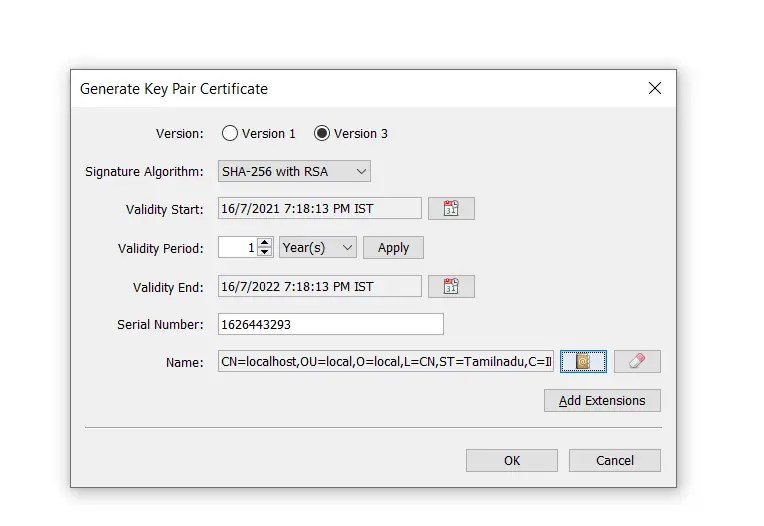 Generate Key Pair Certificate
Version: Version 1 Version 3
Signature Algorithm: SHA-256 with RSA
Validity Start: 16/7/2021 7:18:13 PM IST 31
Validity Period: 1 Year(s) Apply
Validity End: 16/7/2022 7:18:13 PM IST 31
Serial Number: 1626443293
Name: CN=localhost,OU=local,O=local,L=CN,ST=Tamilnadu,C=
Add Extensions
OK Cancel